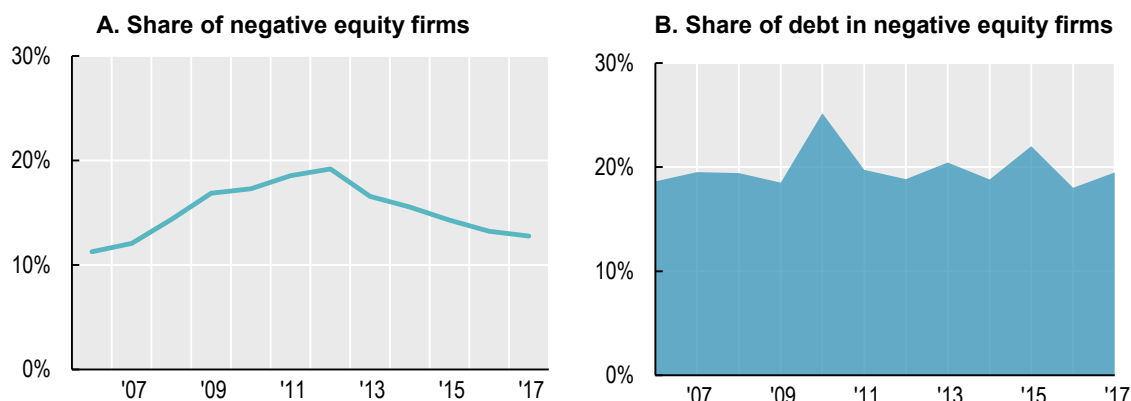 A. Share of negative equity firms
30%
20%
10%
0%
'07 '09 '11 '13 '15 '17
B. Share of debt in negative equity firms
30%
20%
10%
0%
'07 '09 '11 '13 '15 '17